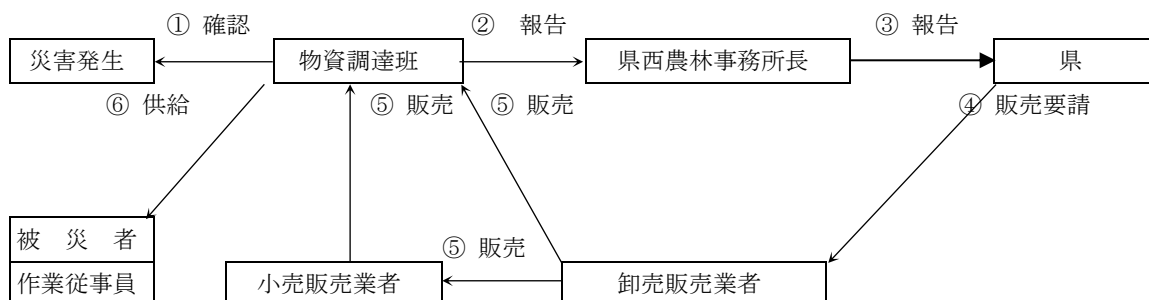 ① 確認
② 報告
③ 報告
災害発生
物資調達班
県西農林事務所長
県
⑥ 供給
⑤ 販売
⑤ 販売
④ 販売要請
被 災 者
⑤ 販売
作業従事員
小売販売業者
卸売販売業者